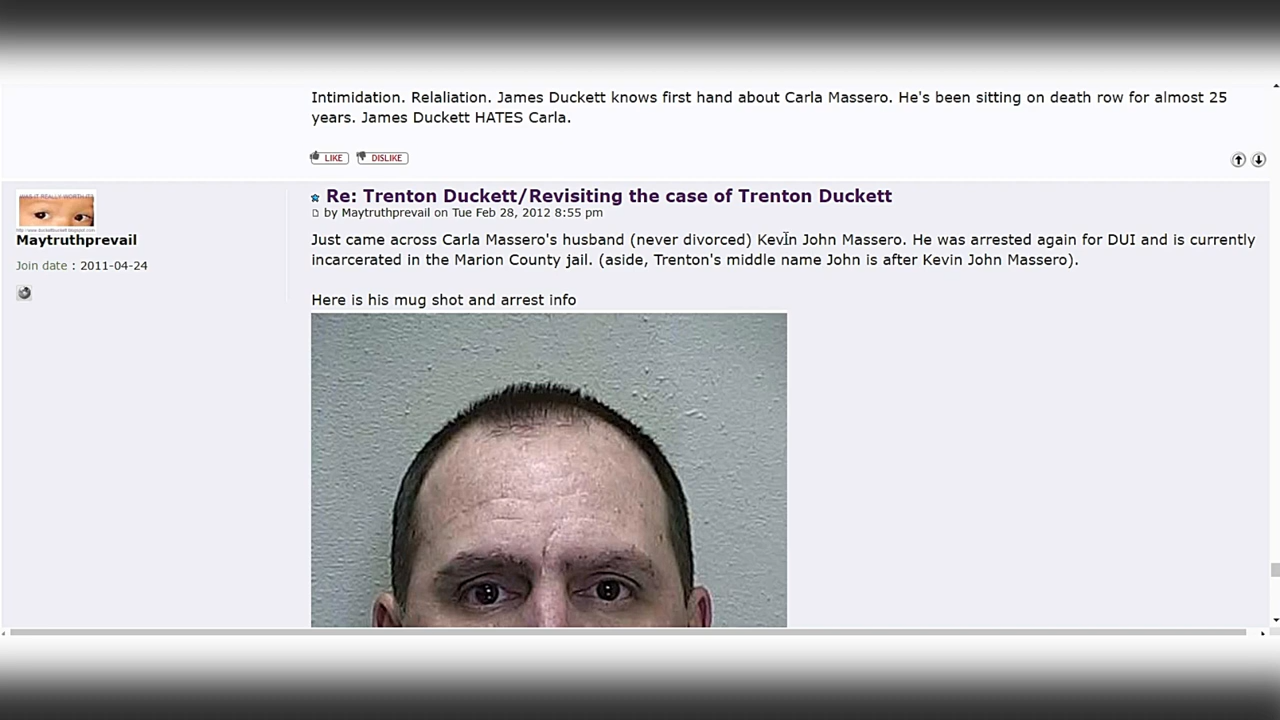 Intimidation. Relaliation. James Duckett knows first hand about Carla Massero. He's been sitting on death row for almost 25
years. James Duckett HATES Carla.
LIKE DISLIKE
WAS IT REALLY WORTH IT?
Re: Trenton Duckett/Revisiting the case of Trenton Duckett
by Maytruthprevail on Tue Feb 28, 2012 8:55 pm
Maytruthprevail
Join date : 2011-04-24
Just came across Carla Massero's husband (never divorced) Kevin John Massero. He was arrested again for DUI and is currently
incarcerated in the Marion County jail. (aside, Trenton's middle name John is after Kevin John Massero).
Here is his mug shot and arrest info